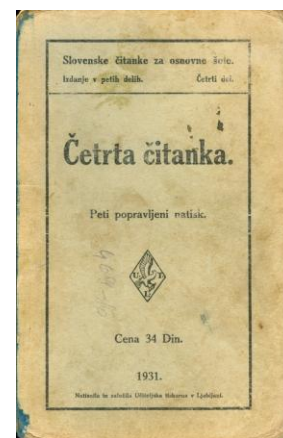 Slovenske čitanke za osnovne šole.
Izdanje v petih delih. Četrti del.
Četrta čitanka.
Peti popravljeni natisk.
U T
Cena 34 Din.
1931.
Natisnila in založila Učiteljska tiskarna v Ljubljani.